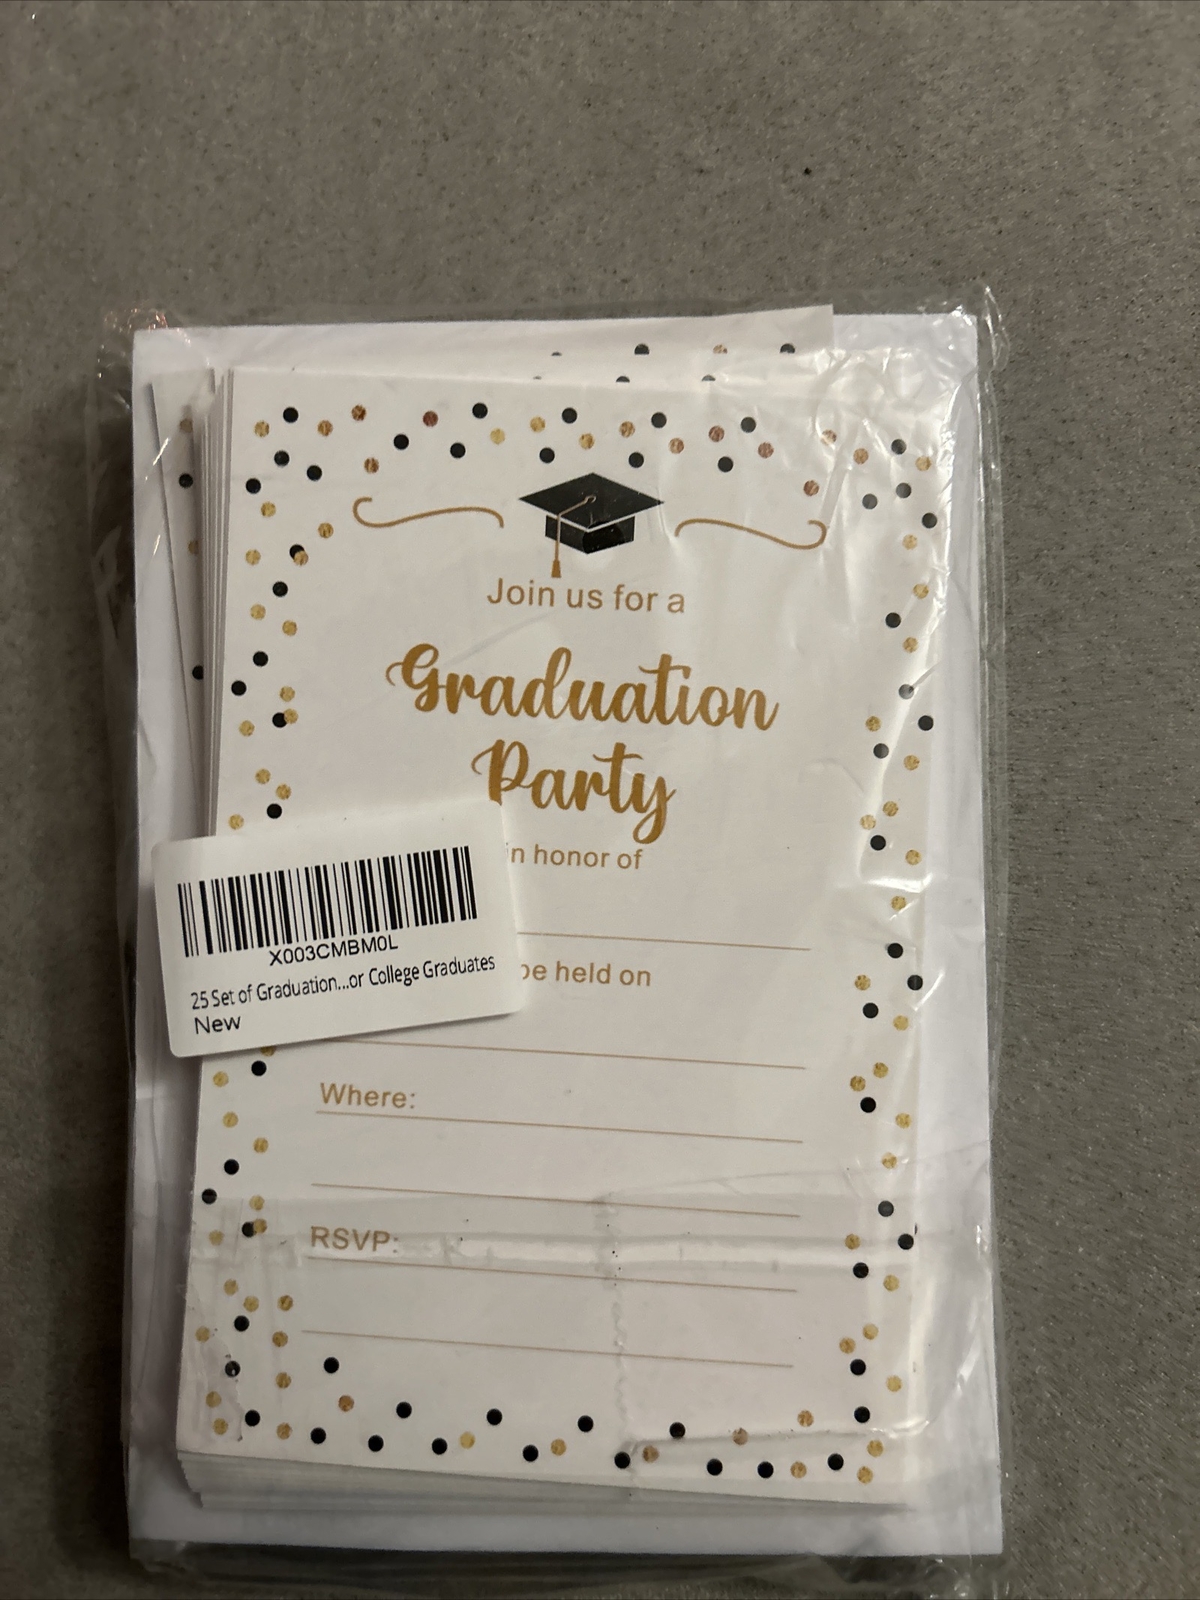 Join us for a
Graduation
Party
in honor of
be held on
Where:
RSVP:
X003CMBM0L
25 Set of Graduation...or College Graduates
New